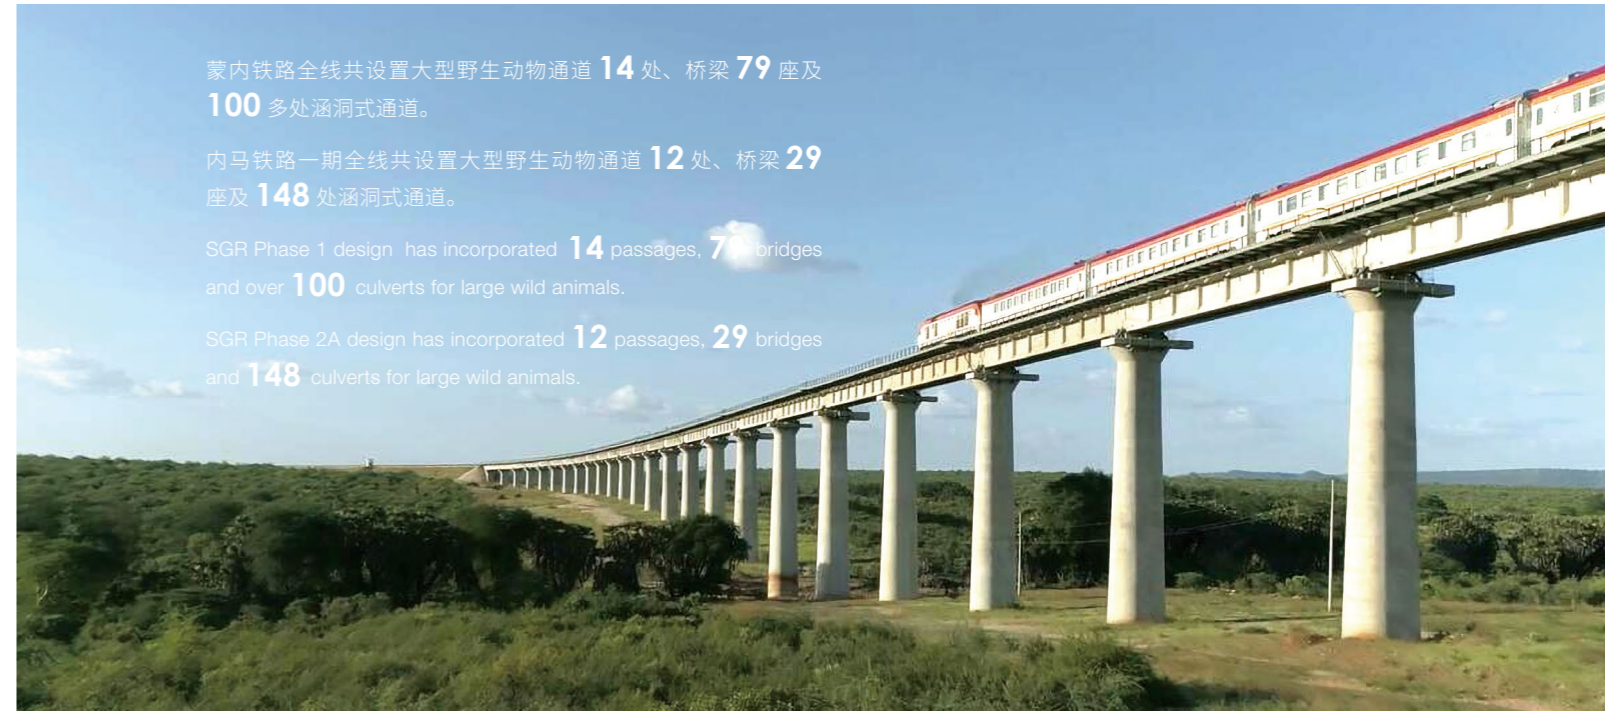 蒙内铁路全线共设置大型野生动物通道 14 处、桥梁 79 座及
100 多处涵洞式通道。
内马铁路一期全线共设置大型野生动物通道 12 处、桥梁 29
座及 148 处涵洞式通道。
SGR Phase 1 design has incorporated 14 passages, 79 bridges
and over 100 culverts for large wild animals.
SGR Phase 2A design has incorporated 12 passages, 29 bridges
and 148 culverts for large wild animals.